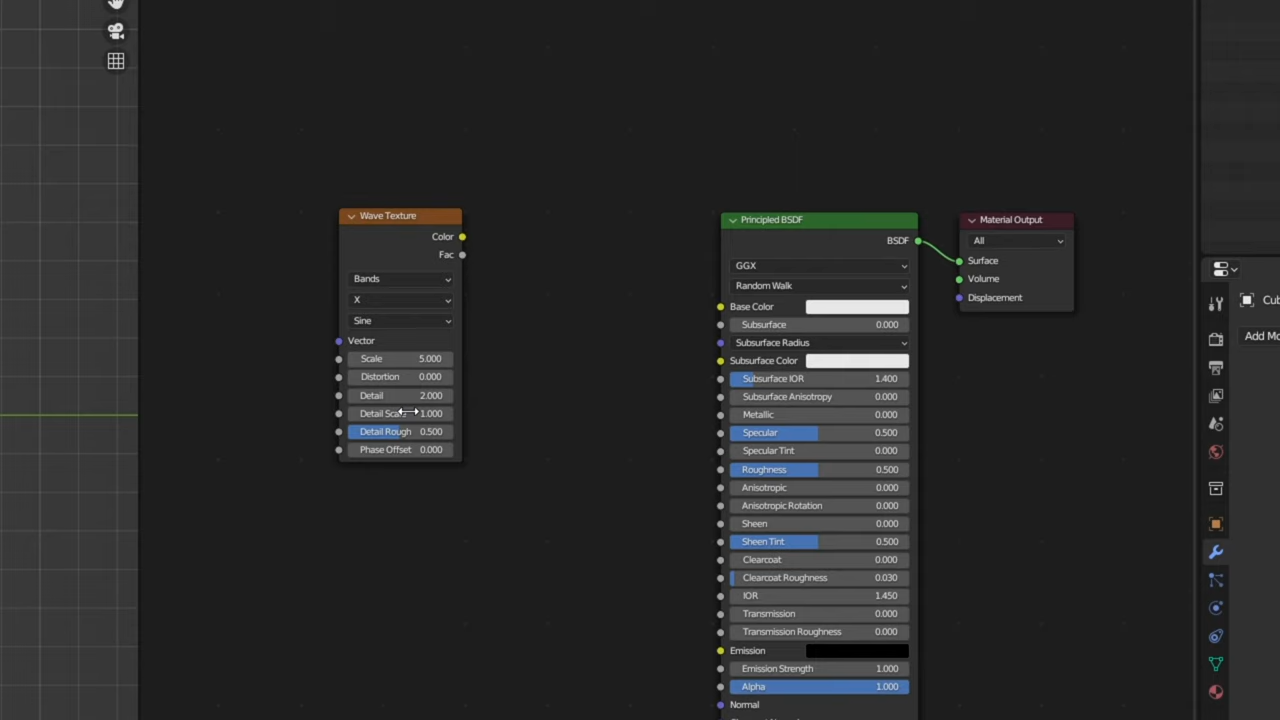 Wave Texture
Color
Fac
Bands
X
Sine
Vector
Scale 5.000
Distortion 0.000
Detail 2.000
Detail Scale 1.000
Detail Rough 0.500
Phase Offset 0.000
Principled BSDF
BSDF
GGX
Random Walk
Base Color
Subsurface 0.000
Subsurface Radius
Subsurface Color
Subsurface IOR 1.400
Subsurface Anisotropy 0.000
Metallic 0.000
Specular 0.500
Specular Tint 0.000
Roughness 0.500
Anisotropic 0.000
Anisotropic Rotation 0.000
Sheen 0.000
Sheen Tint 0.500
Clearcoat 0.000
Clearcoat Roughness 0.030
IOR 1.450
Transmission 0.000
Transmission Roughness 0.000
Emission
Emission Strength 1.000
Alpha 1.000
Normal
Material Output
All
Surface
Volume
Displacement
Cub
Add Mo